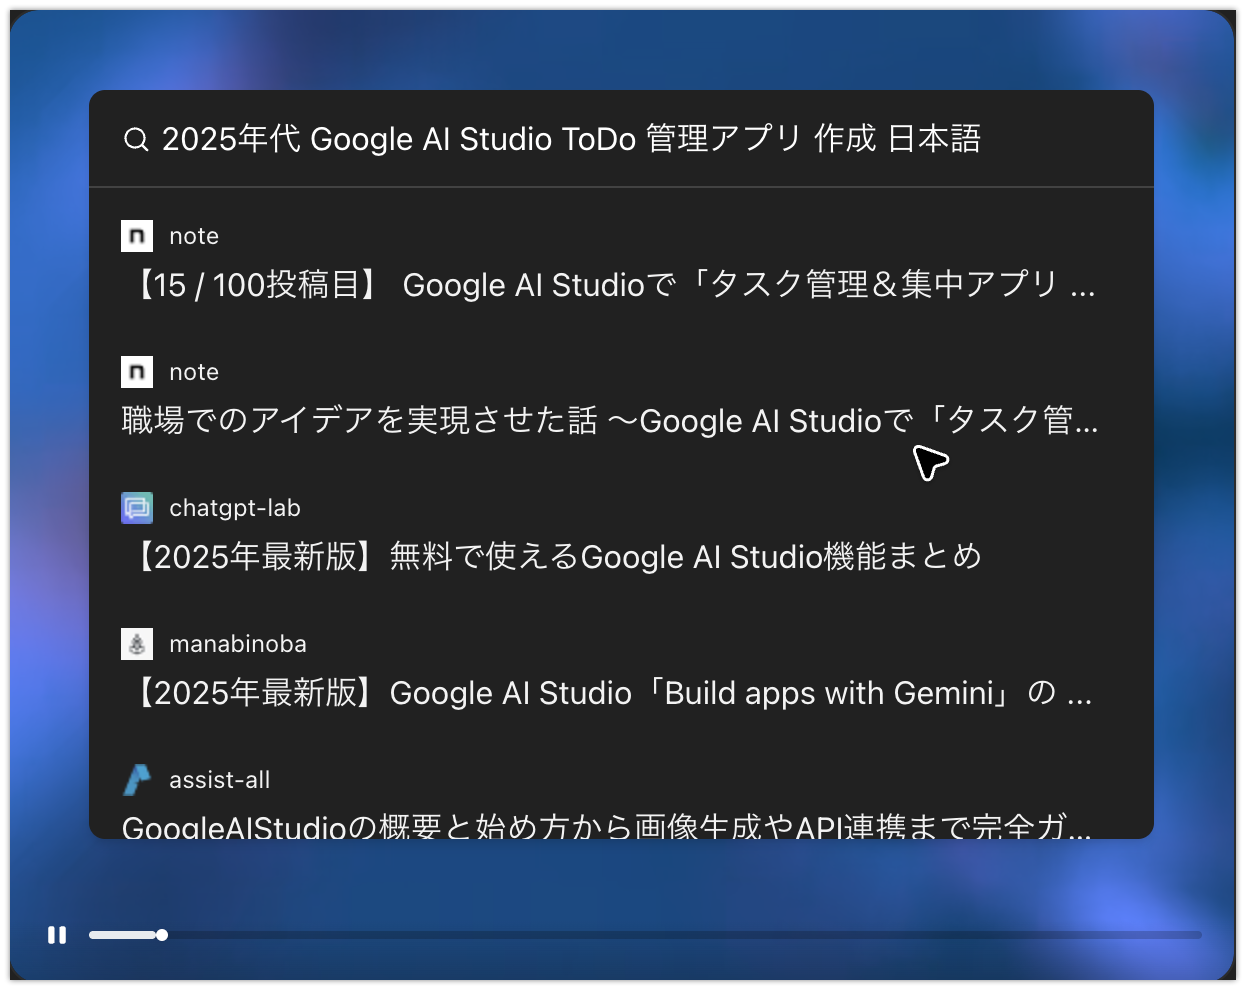 2025年代 Google AI Studio ToDo 管理アプリ 作成 日本語
note
【15 / 100投稿目】 Google AI Studioで「タスク管理＆集中アプリ ...
note
職場でのアイデアを実現させた話 〜Google AI Studioで「タスク管...
chatgpt-lab
【2025年最新版】無料で使えるGoogle AI Studio機能まとめ
manabinoba
【2025年最新版】Google AI Studio「Build apps with Gemini」の ...
assist-all
GoogleAIStudioの概要と始め方から画像生成やAPI連携まで完全ガ...